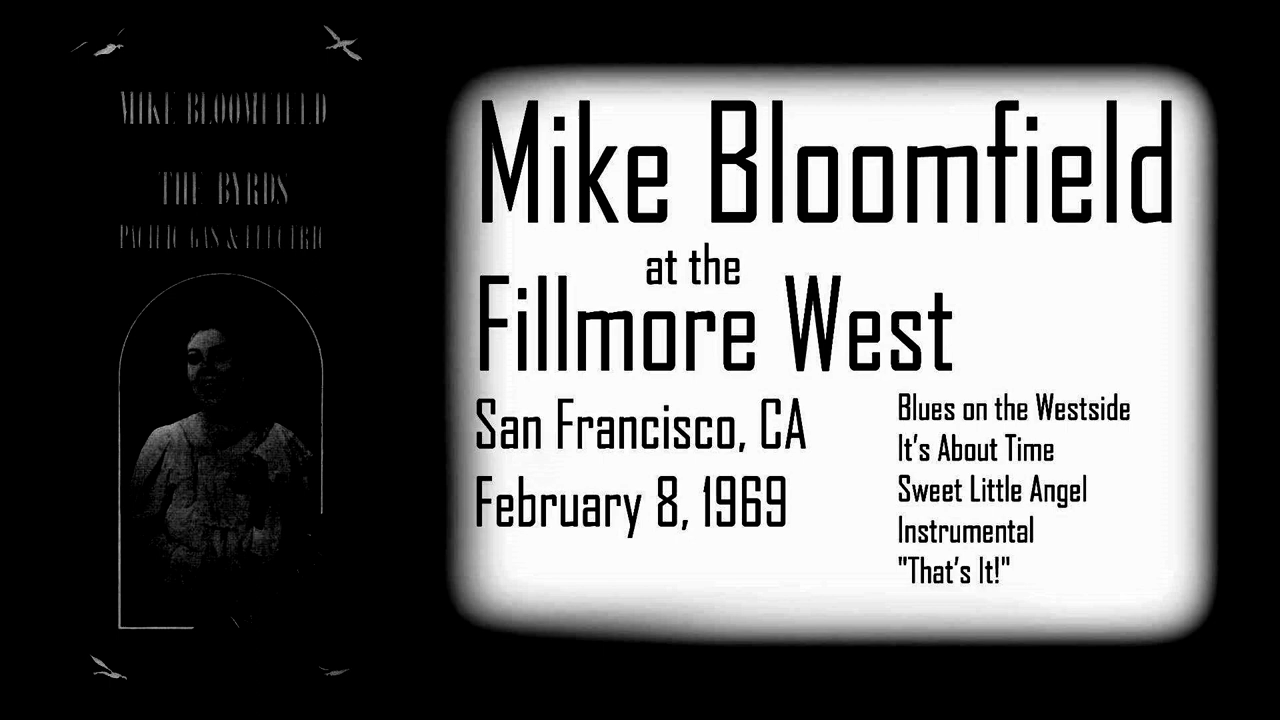 MIKE BLOOMFIELD
THE BYRDS
PACIFIC GAS & ELECTRIC
Mike Bloomfield
at the
Fillmore West
San Francisco, CA
February 8, 1969
Blues on the Westside
It's About Time
Sweet Little Angel
Instrumental
"That's It!"